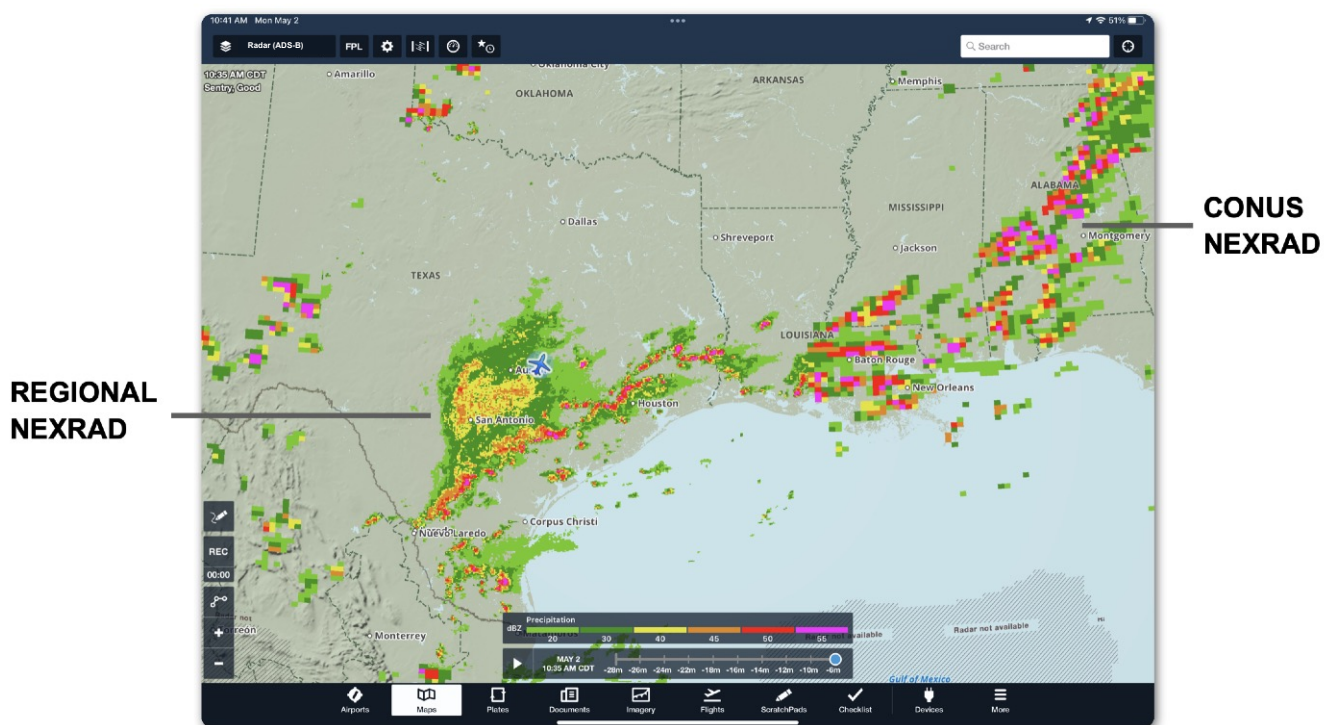 10:41 AM Mon May 2
51%
Radar (ADS-B)
FPL
Search
10:35 AM CDT
Sentry, Good
Amarillo
Oklahoma City
OKLAHOMA
ARKANSAS
Memphis
ALABAMA
MISSISSIPPI
CONUS
NEXRAD
Montgomery
Dallas
Shreveport
Jackson
TEXAS
LOUISIANA
Baton Rouge
New Orleans
REGIONAL
NEXRAD
Houston
San Antonio
Corpus Christi
Nuevo Laredo
REC
00:00
Monterrey
Precipitation
dBZ
20 30 40 45 50 55
Radar not available
Radar not available
MAY 2
10:35 AM CDT
-28m -26m -24m -22m -18m -16m -14m -12m -10m -6m
Gulf of Mexico
Airports Maps Plates Documents Imagery Flights ScratchPads Checklist Devices More